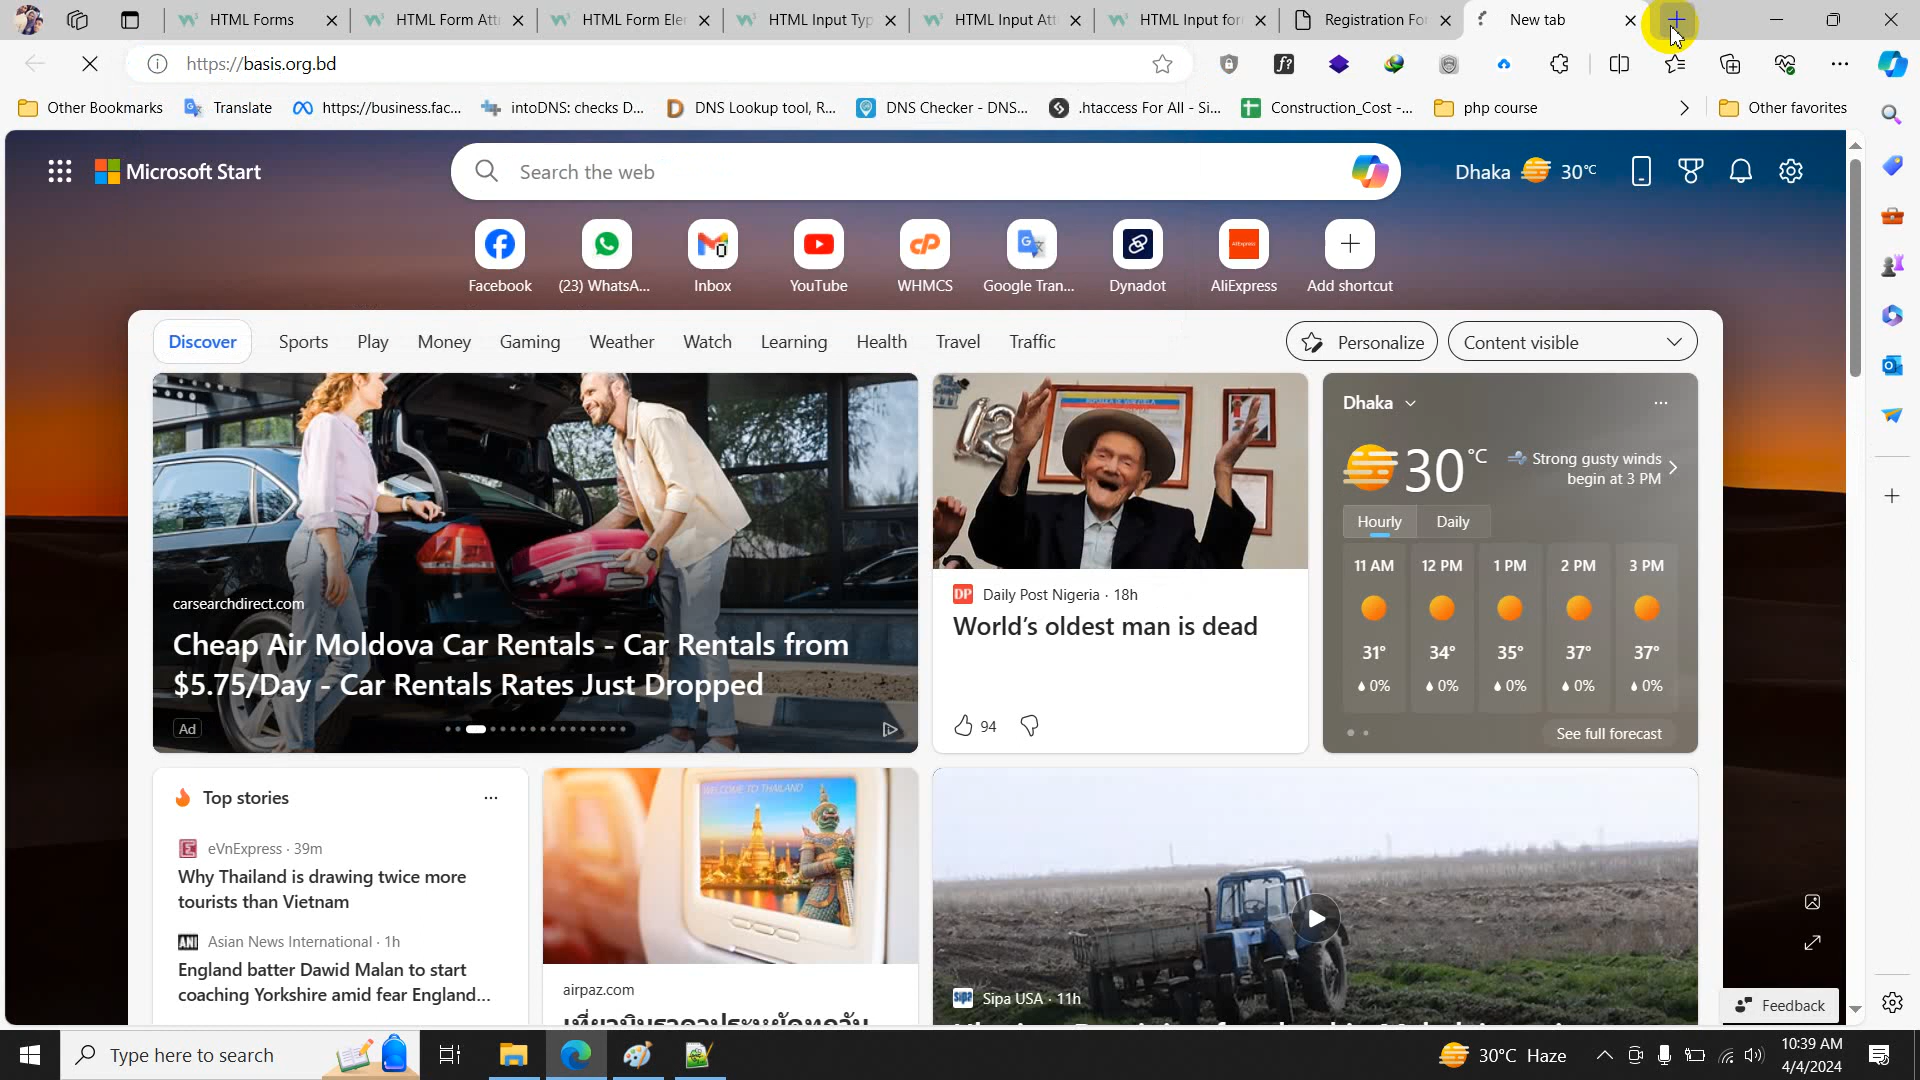 HTML Forms
HTML Form Att
HTML Form Ele
HTML Input Typ
HTML Input Att
HTML Input for
Registration Fo
New tab
https://basis.org.bd
Other Bookmarks
Translate
https://business.fac...
intoDNS: checks D...
DNS Lookup tool, R...
DNS Checker - DNS...
.htaccess For All - Si...
Construction_Cost -...
php course
Other favorites
Microsoft Start
Search the web
Dhaka
30°C
Facebook
(23) WhatsA...
Inbox
YouTube
WHMCS
Google Tran...
Dynadot
AliExpress
Add shortcut
Discover
Sports
Play
Money
Gaming
Weather
Watch
Learning
Health
Travel
Traffic
Personalize
Content visible
carsearchdirect.com
Cheap Air Moldova Car Rentals - Car Rentals from
$5.75/Day - Car Rentals Rates Just Dropped
Ad
Daily Post Nigeria · 18h
World's oldest man is dead
94
Dhaka
30°C
Strong gusty winds
begin at 3 PM
Hourly
Daily
11 AM
12 PM
1 PM
2 PM
3 PM
31°
34°
35°
37°
37°
0%
0%
0%
0%
0%
See full forecast
Top stories
eVnExpress · 39m
Why Thailand is drawing twice more
tourists than Vietnam
ANI Asian News International · 1h
England batter Dawid Malan to start
coaching Yorkshire amid fear England...
WELCOME TO THAILAND
airpaz.com
Sipa USA · 11h
Feedback
Type here to search
30°C Haze
10:39 AM
4/4/2024